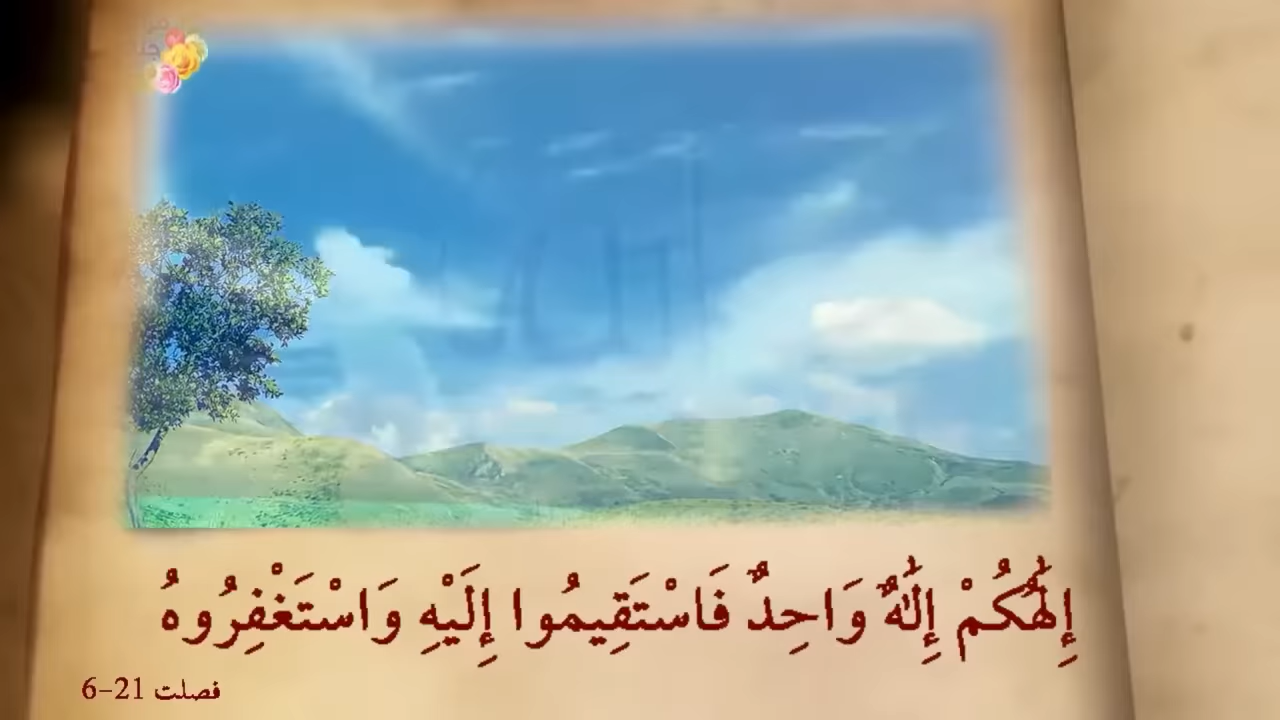 إِلَٰهُكُمْ إِلَٰهٌ وَاحِدٌ فَاسْتَقِيمُوا إِلَيْهِ وَاسْتَغْفِرُوهُ
فصلت 21-6